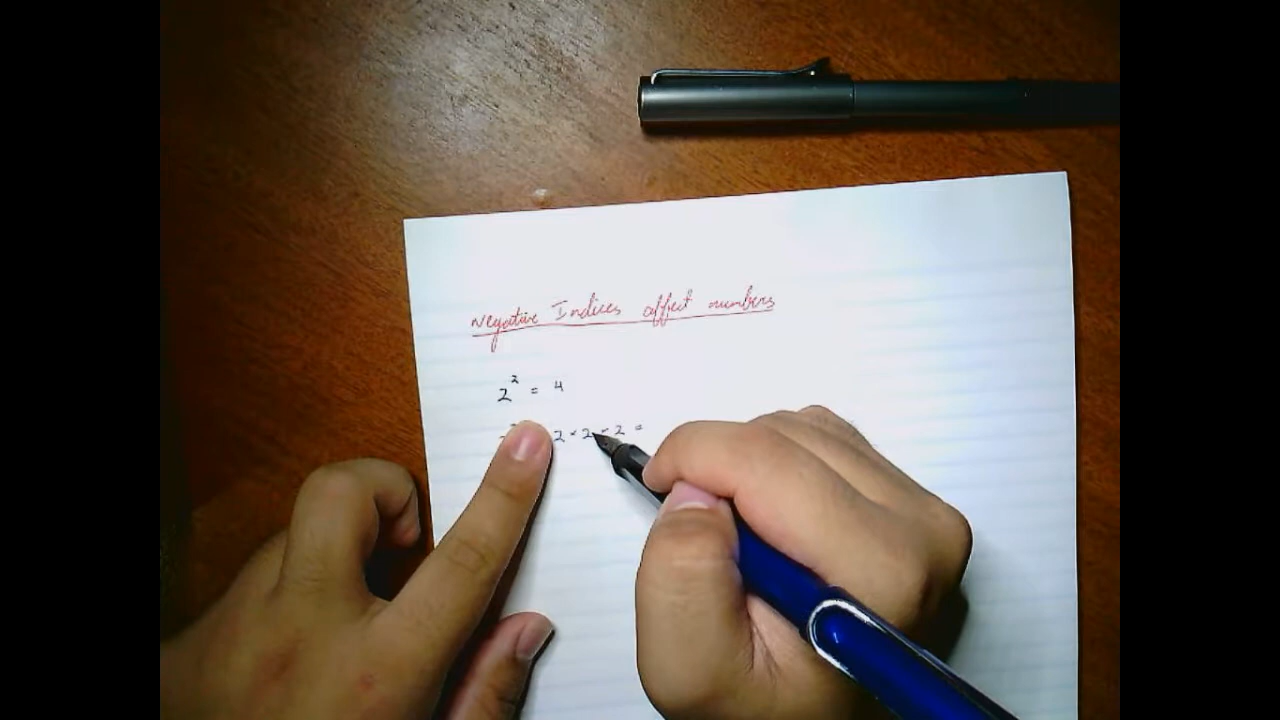 Negative Indices affect numbers
2² = 4
2 × 2 × 2 =